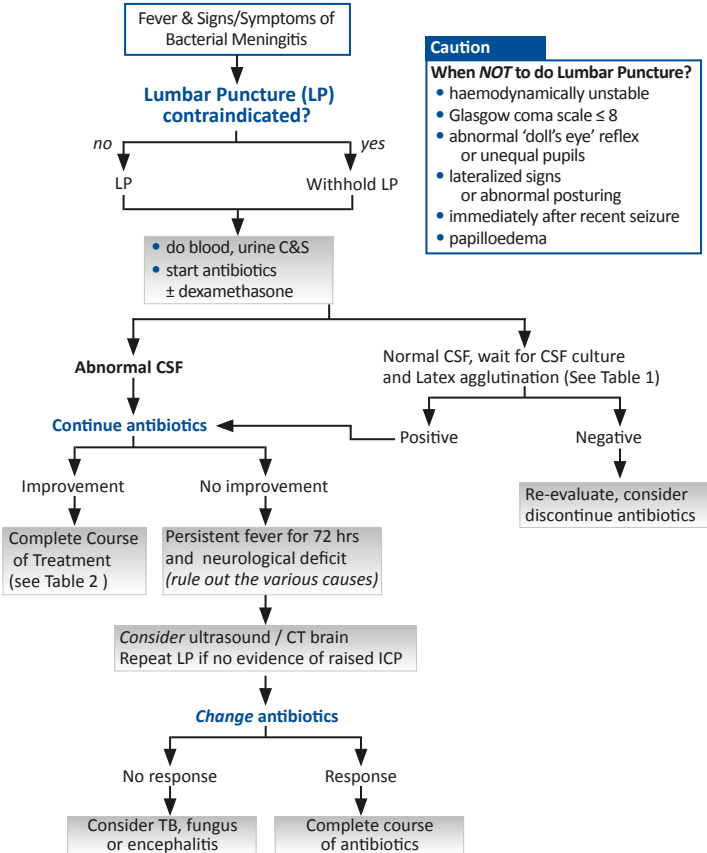 Fever & Signs/Symptoms of
Bacterial Meningitis
Caution
When NOT to do Lumbar Puncture?
• haemodynamically unstable
• Glasgow coma scale ≤ 8
• abnormal ‘doll’s eye’ reflex
or unequal pupils
• lateralized signs
or abnormal posturing
• immediately after recent seizure
• papilloedema
Lumbar Puncture (LP)
contraindicated?
no
yes
LP
Withhold LP
• do blood, urine C&S
• start antibiotics
± dexamethasone
Abnormal CSF
Normal CSF, wait for CSF culture
and Latex agglutination (See Table 1)
Continue antibiotics
Positive
Negative
Improvement
No improvement
Re-evaluate, consider
discontinue antibiotics
Complete Course
of Treatment
(see Table 2 )
Persistent fever for 72 hrs
and neurological deficit
(rule out the various causes)
Consider ultrasound / CT brain
Repeat LP if no evidence of raised ICP
Change antibiotics
No response
Response
Consider TB, fungus
or encephalitis
Complete course
of antibiotics